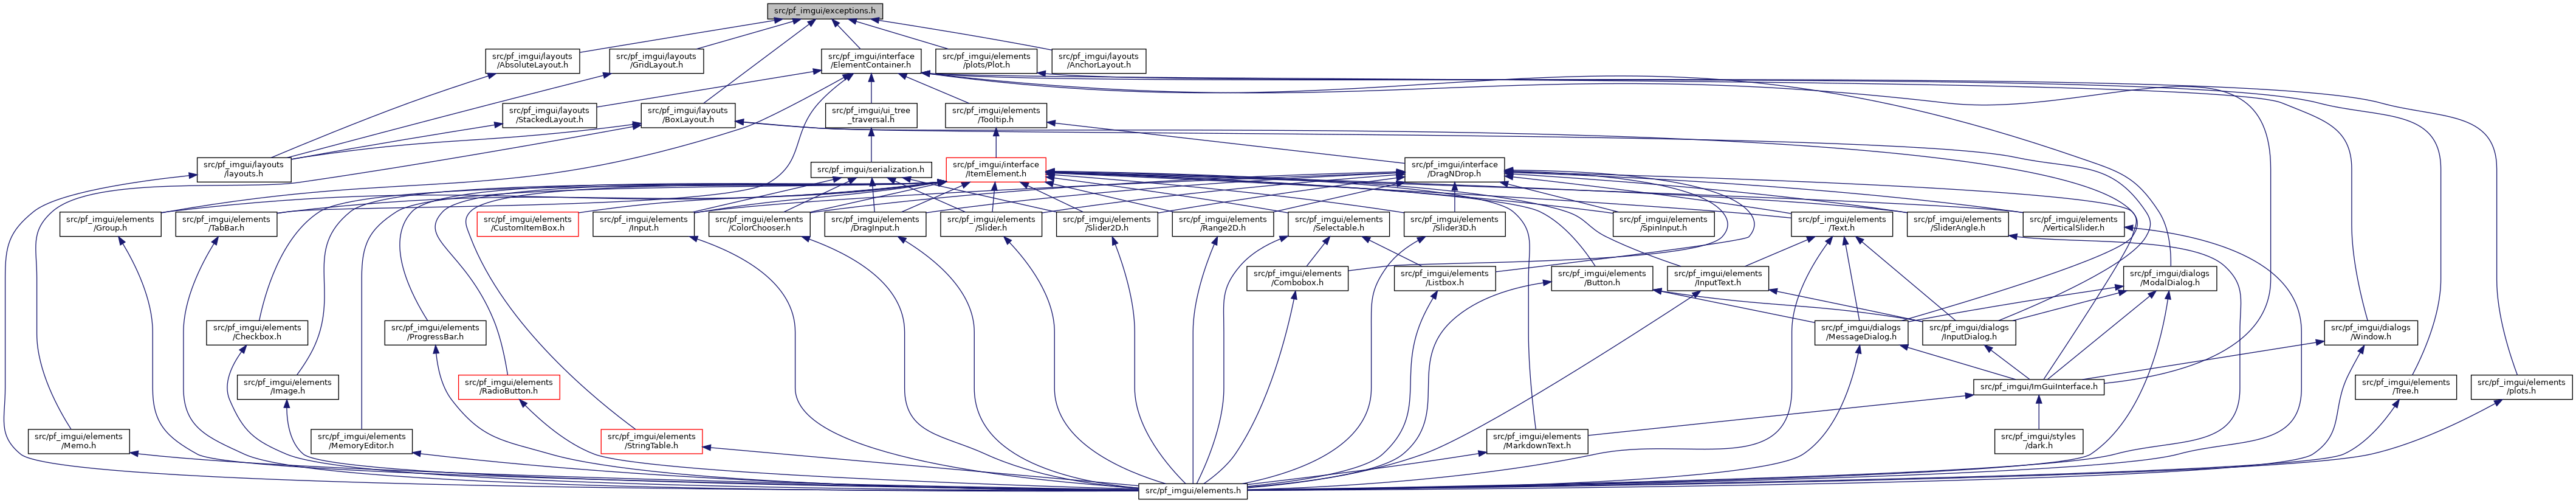 src/pf_imgui/exceptions.h
src/pf_imgui/layouts
/AbsoluteLayout.h
src/pf_imgui/layouts
/GridLayout.h
src/pf_imgui/interface
/ElementContainer.h
src/pf_imgui/elements
/plots/Plot.h
src/pf_imgui/layouts
/AnchorLayout.h
src/pf_imgui/layouts
/StackedLayout.h
src/pf_imgui/layouts
/BoxLayout.h
src/pf_imgui/ui_tree
_traversal.h
src/pf_imgui/elements
/Tooltip.h
src/pf_imgui/layouts
/layouts.h
src/pf_imgui/serialization.h
src/pf_imgui/interface
/ItemElement.h
src/pf_imgui/interface
/DragNDrop.h
src/pf_imgui/elements
/Group.h
src/pf_imgui/elements
/TabBar.h
src/pf_imgui/elements
/CustomItemBox.h
src/pf_imgui/elements
/Input.h
src/pf_imgui/elements
/ColorChooser.h
src/pf_imgui/elements
/DragInput.h
src/pf_imgui/elements
/Slider.h
src/pf_imgui/elements
/Slider2D.h
src/pf_imgui/elements
/Range2D.h
src/pf_imgui/elements
/Selectable.h
src/pf_imgui/elements
/Slider3D.h
src/pf_imgui/elements
/SpinInput.h
src/pf_imgui/elements
/Text.h
src/pf_imgui/elements
/SliderAngle.h
src/pf_imgui/elements
/VerticalSlider.h
src/pf_imgui/elements
/Combobox.h
src/pf_imgui/elements
/Listbox.h
src/pf_imgui/elements
/Button.h
src/pf_imgui/elements
/InputText.h
src/pf_imgui/dialogs
/ModalDialog.h
src/pf_imgui/elements
/Checkbox.h
src/pf_imgui/elements
/ProgressBar.h
src/pf_imgui/dialogs
/MessageDialog.h
src/pf_imgui/dialogs
/InputDialog.h
src/pf_imgui/dialogs
/Window.h
src/pf_imgui/elements
/Image.h
src/pf_imgui/elements
/RadioButton.h
src/pf_imgui/ImGuiInterface.h
src/pf_imgui/elements
/Tree.h
src/pf_imgui/elements
/plots.h
src/pf_imgui/elements
/Memo.h
src/pf_imgui/elements
/MemoryEditor.h
src/pf_imgui/elements
/StringTable.h
src/pf_imgui/elements
/MarkdownText.h
src/pf_imgui/styles
/dark.h
src/pf_imgui/elements.h